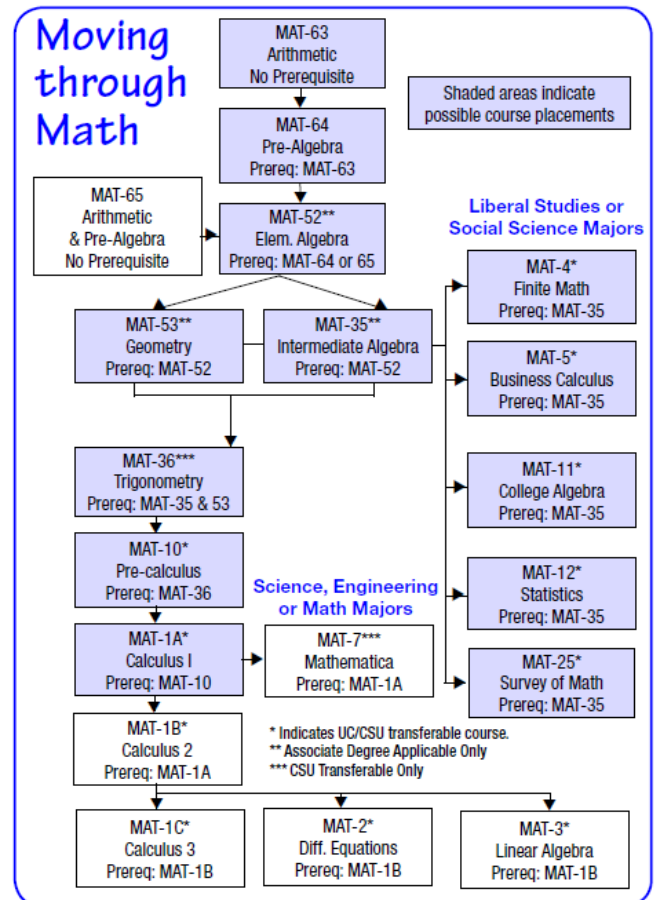 Moving
through
Math
MAT-63
Arithmetic
No Prerequisite
Shaded areas indicate
possible course placements
MAT-64
Pre-Algebra
Prereq: MAT-63
MAT-65
Arithmetic
& Pre-Algebra
No Prerequisite
MAT-52**
Elem. Algebra
Prereq: MAT-64 or 65
Liberal Studies or
Social Science Majors
MAT-4*
Finite Math
Prereq: MAT-35
MAT-53**
Geometry
Prereq: MAT-52
MAT-35**
Intermediate Algebra
Prereq: MAT-52
MAT-5*
Business Calculus
Prereq: MAT-35
MAT-36***
Trigonometry
Prereq: MAT-35 & 53
MAT-11*
College Algebra
Prereq: MAT-35
MAT-10*
Pre-calculus
Prereq: MAT-36
Science, Engineering
or Math Majors
MAT-12*
Statistics
Prereq: MAT-35
MAT-1A*
Calculus I
Prereq: MAT-10
MAT-7***
Mathematica
Prereq: MAT-1A
MAT-25*
Survey of Math
Prereq: MAT-35
MAT-1B*
Calculus 2
Prereq: MAT-1A
* Indicates UC/CSU transferable course.
** Associate Degree Applicable Only
*** CSU Transferable Only
MAT-1C*
Calculus 3
Prereq: MAT-1B
MAT-2*
Diff. Equations
Prereq: MAT-1B
MAT-3*
Linear Algebra
Prereq: MAT-1B